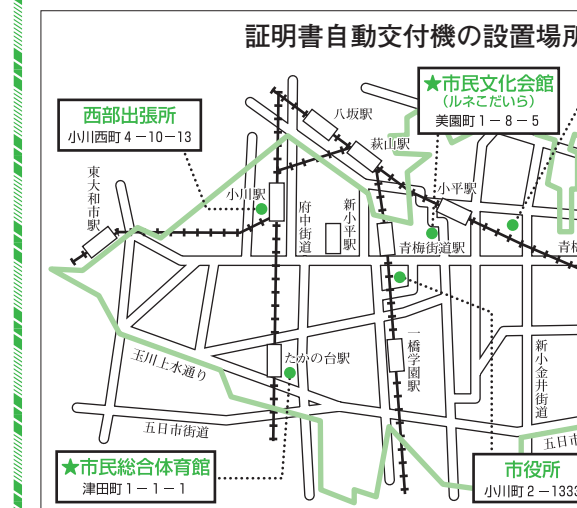 証明書自動交付機の設置場所
★市民文化会館
(ルネこだいら)
美園町1−8−5
西部出張所
小川西町4−10−13
八坂駅
萩山駅
小平駅
東大和市駅
小川駅
府中街道
新小平駅
青梅街道駅
青梅
たかの台駅
一橋学園駅
新小金井街道
玉川上水通り
五日市街道
五日市
★市民総合体育館
津田町1−1−1
市役所
小川町2−1333